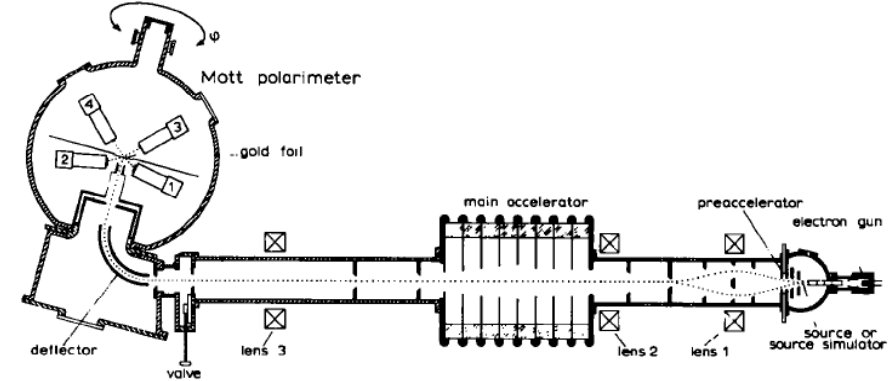 φ
Mott polarimeter
4
3
2
1
...gold foil
main accelerator
preaccelerator
electron gun
deflector
valve
lens 3
lens 2
lens 1
source or
source simulator